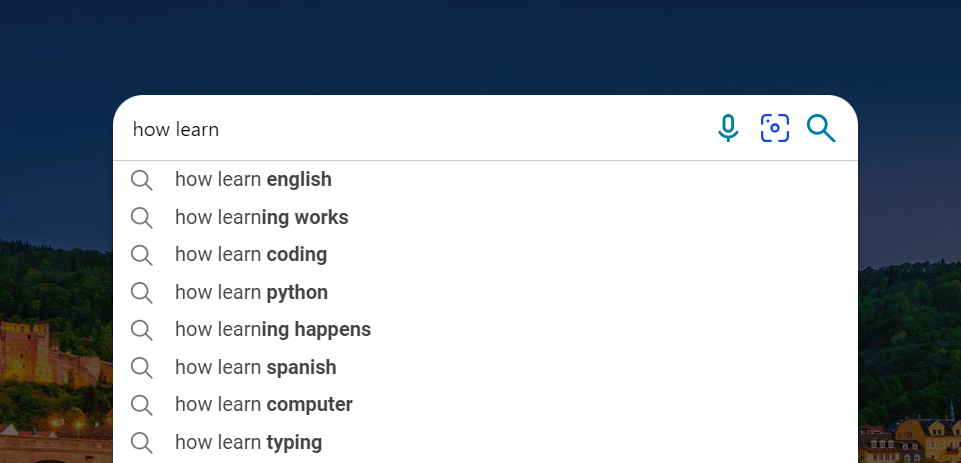 how learn
how learn english
how learning works
how learn coding
how learn python
how learning happens
how learn spanish
how learn computer
how learn typing